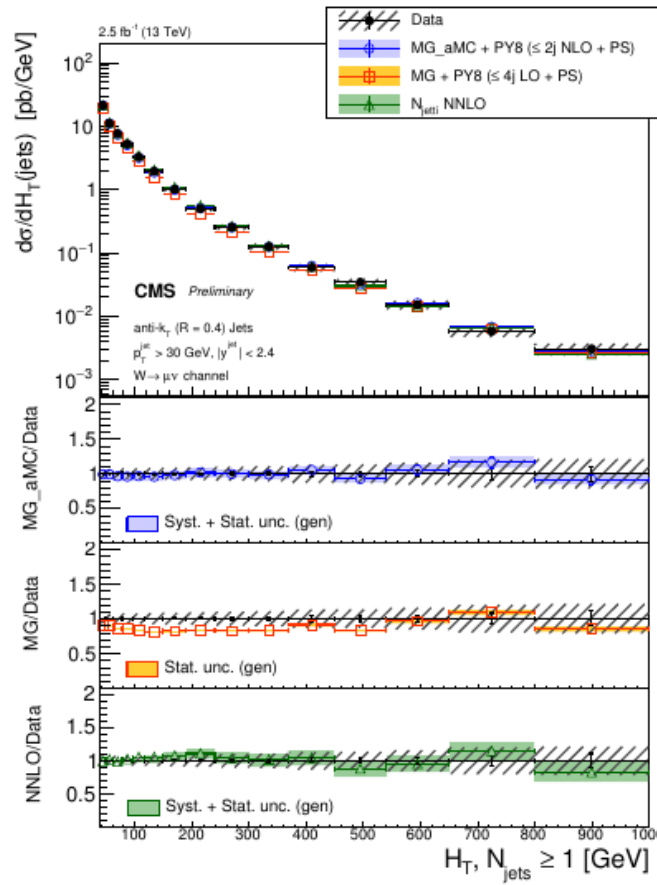 2.5 fb⁻¹ (13 TeV)
Data
MG_aMC + PY8 (≤ 2j NLO + PS)
MG + PY8 (≤ 4j LO + PS)
N_jetti NNLO
dσ/dH_T(jets) [pb/GeV]
10²
10
1
10⁻¹
10⁻²
10⁻³
CMS Preliminary
anti-k_T (R = 0.4) Jets
p_T^jet > 30 GeV, |y^jet| < 2.4
W→ μν channel
MG_aMC/Data
2
1.5
1
0.5
Syst. + Stat. unc. (gen)
MG/Data
2
1.5
1
0.5
Stat. unc. (gen)
NNLO/Data
2
1.5
1
0.5
Syst. + Stat. unc. (gen)
100 200 300 400 500 600 700 800 900 1000
H_T, N_jets ≥ 1 [GeV]